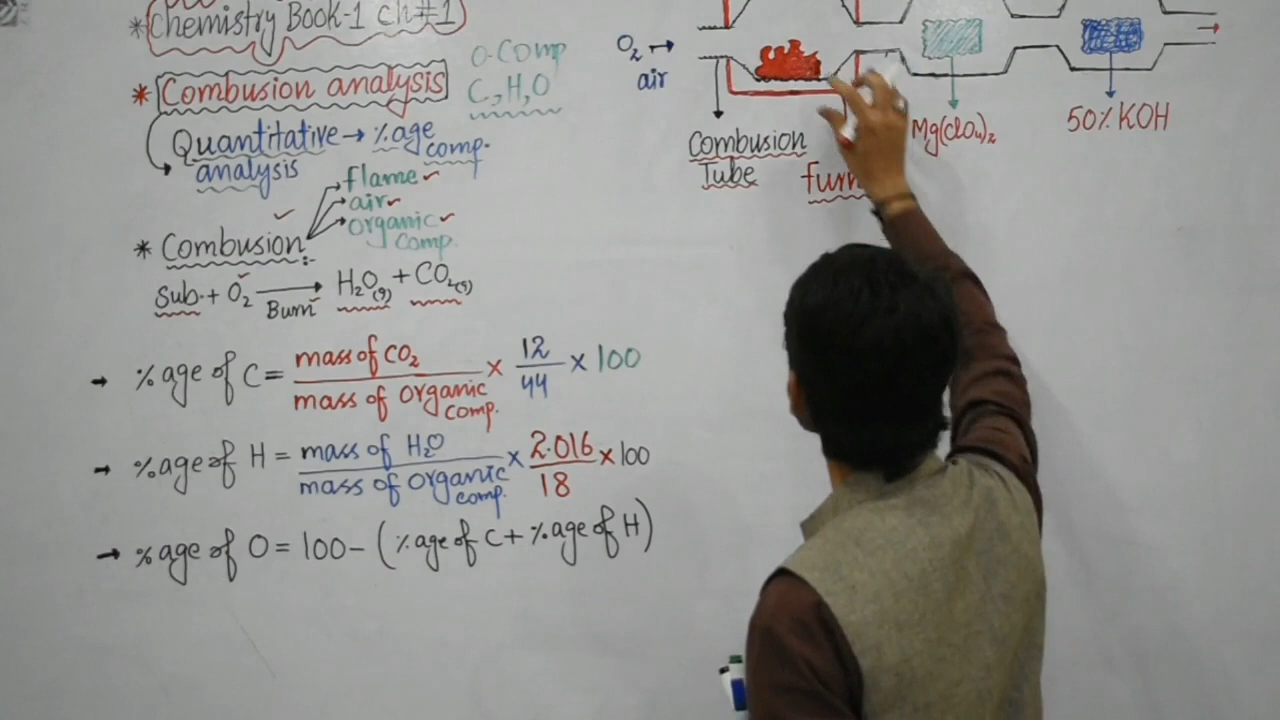 *Chemistry Book-1 Ch#1
* Combusion analysis
O-Comp
C,H,O
Quantitative → %age comp.
analysis
* Combusion:-
flame ✓
air ✓
organic ✓
comp.
Sub. + O₂ → H₂O(g) + CO₂(g)
Burn
→ %age of C = mass of CO₂ / mass of organic comp. × 12/44 × 100
→ %age of H = mass of H₂O / mass of organic comp. × 2.016/18 × 100
→ %age of O = 100 - (%age of C + %age of H)
O₂ →
air
Combusion
Tube
Mg(ClO₄)₂
50% KOH